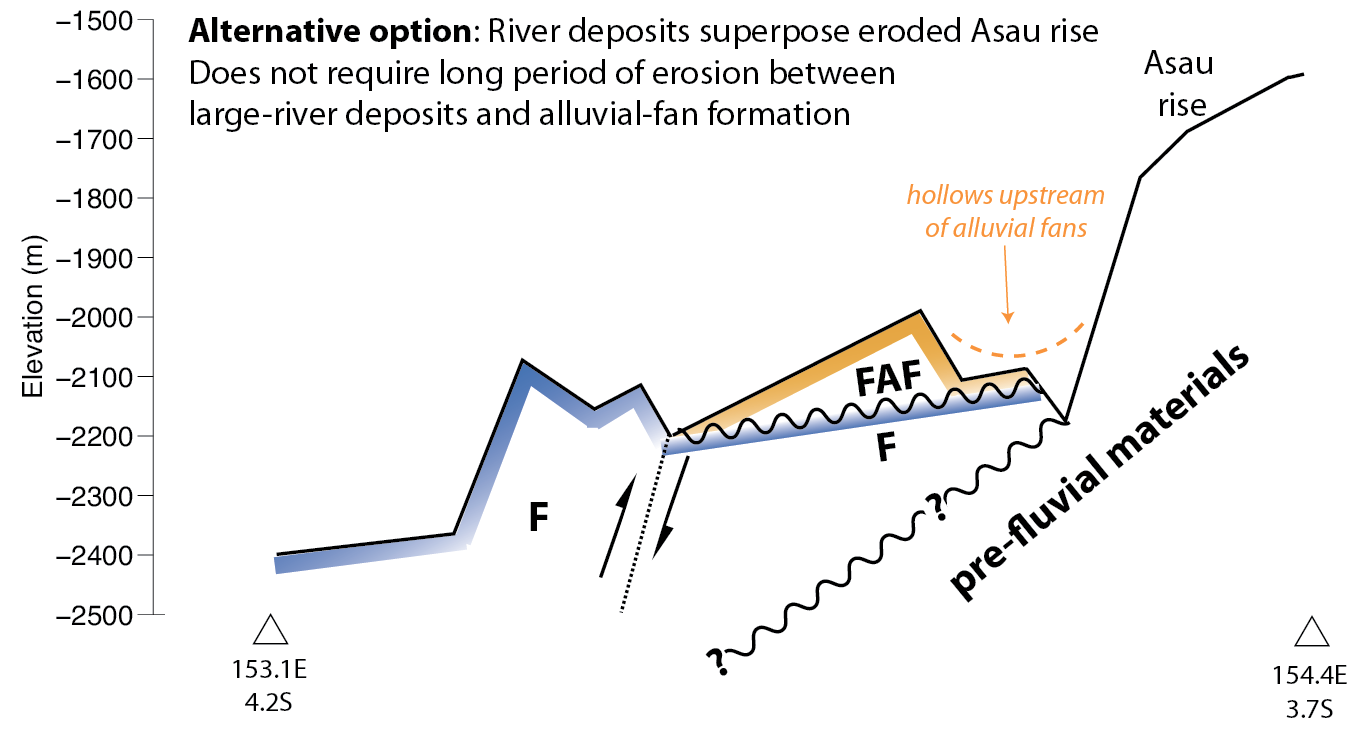 Alternative option: River deposits superpose eroded Asau rise
Does not require long period of erosion between
large-river deposits and alluvial-fan formation
Asau
rise
hollows upstream
of alluvial fans
Elevation (m)
−1500
−1600
−1700
−1800
−1900
−2000
−2100
−2200
−2300
−2400
−2500
FAF
F
F
?
?
pre-fluvial materials
153.1E
4.2S
154.4E
3.7S